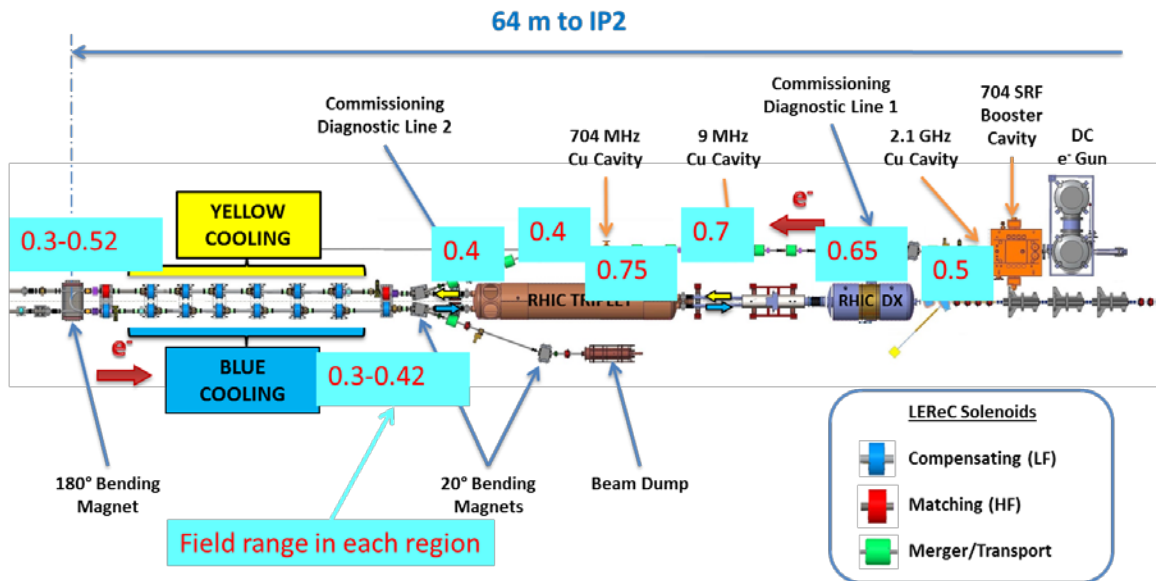 64 m to IP2
Commissioning
Diagnostic Line 2
704 MHz
Cu Cavity
9 MHz
Cu Cavity
Commissioning
Diagnostic Line 1
2.1 GHz
Cu Cavity
704 SRF
Booster
Cavity
DC
e⁻ Gun
YELLOW
COOLING
0.3-0.52
0.4
0.4
0.75
0.7
e⁻
0.65
0.5
RHIC TRIPLET
RHIC DX
e⁻
BLUE
COOLING
0.3-0.42
180° Bending
Magnet
20° Bending
Magnets
Beam Dump
Field range in each region
LEReC Solenoids
Compensating (LF)
Matching (HF)
Merger/Transport